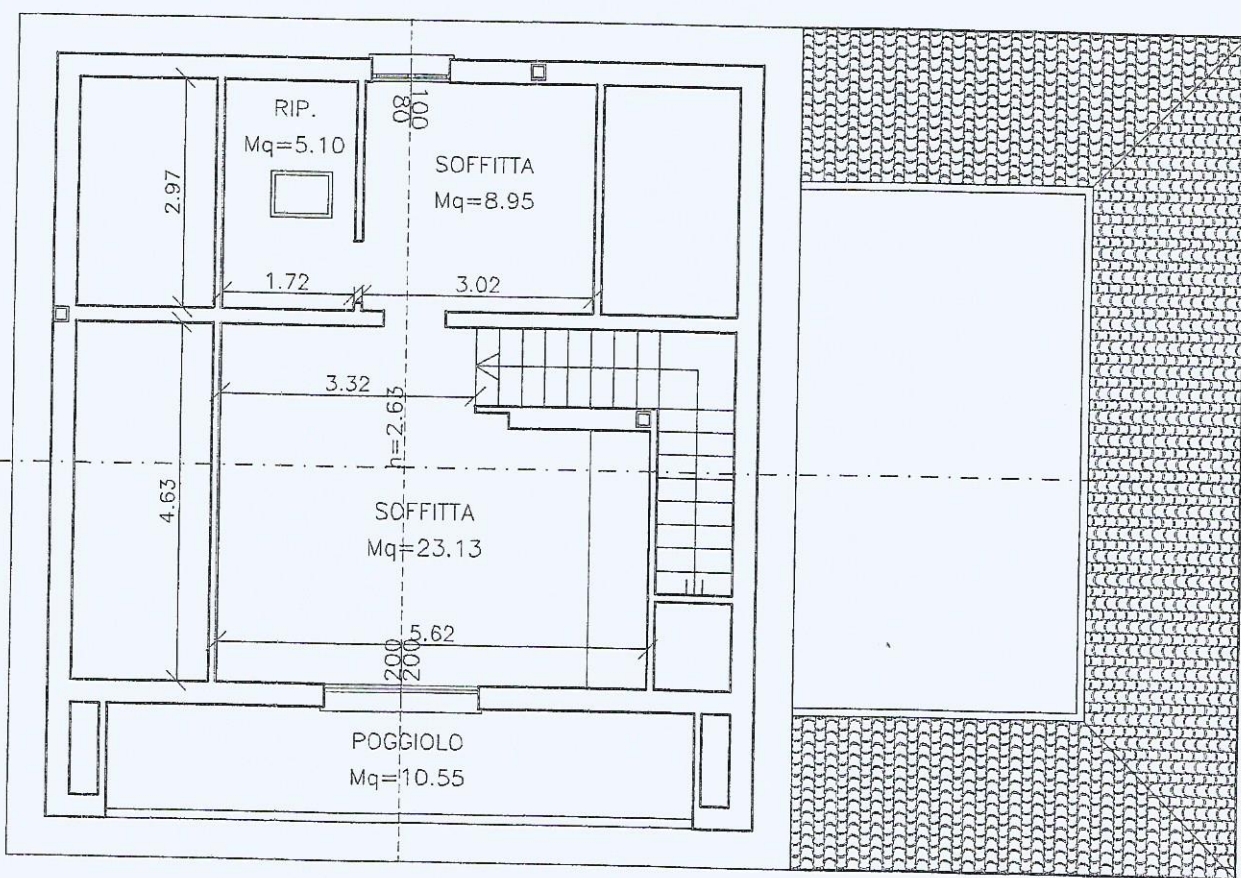 RIP.
Mq=5.10
100
80
SOFFITTA
Mq=8.95
2.97
1.72
3.02
3.32
h=2.63
4.63
SOFFITTA
Mq=23.13
5.62
200
200
POGGIOLO
Mq=10.55